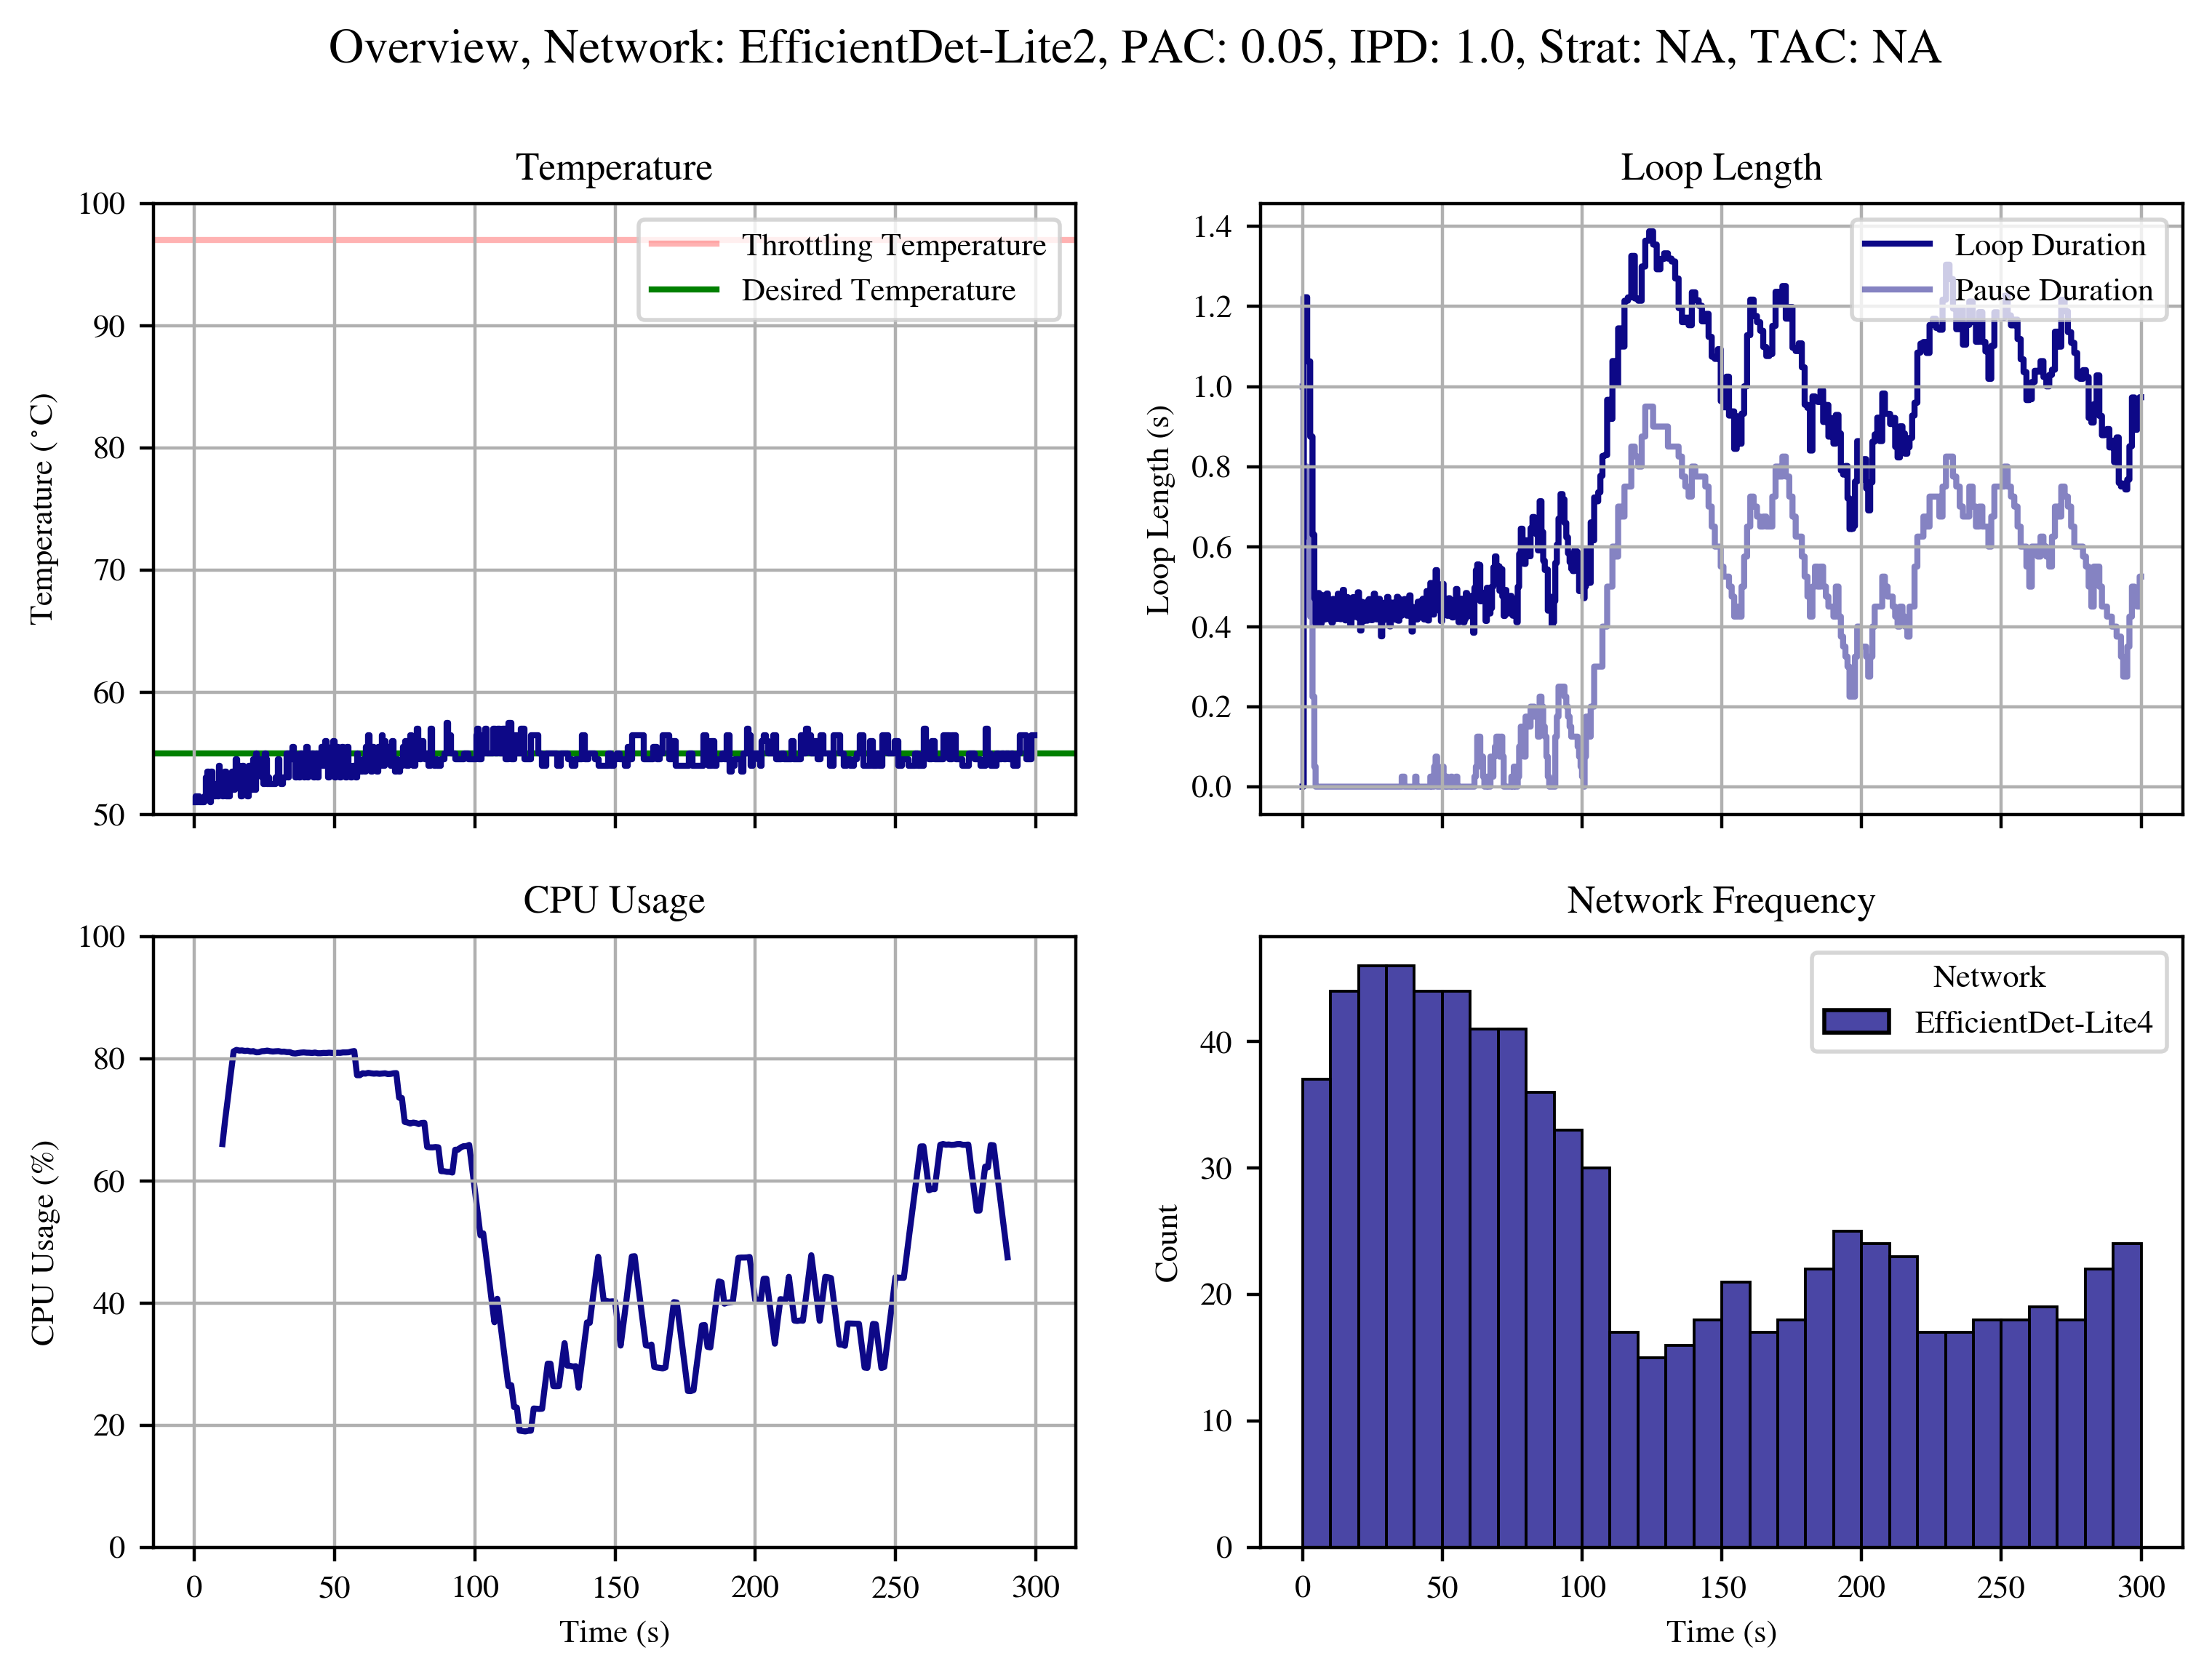 Overview, Network: EfficientDet-Lite2, PAC: 0.05, IPD: 1.0, Strat: NA, TAC: NA
Temperature
100
90
80
70
60
50
Temperature (°C)
Throttling Temperature
Desired Temperature
Loop Length
1.4
1.2
1.0
0.8
0.6
0.4
0.2
0.0
Loop Length (s)
Loop Duration
Pause Duration
CPU Usage
100
80
60
40
20
0
CPU Usage (%)
0 50 100 150 200 250 300
Time (s)
Network Frequency
40
30
20
10
0
Count
Network
EfficientDet-Lite4
0 50 100 150 200 250 300
Time (s)